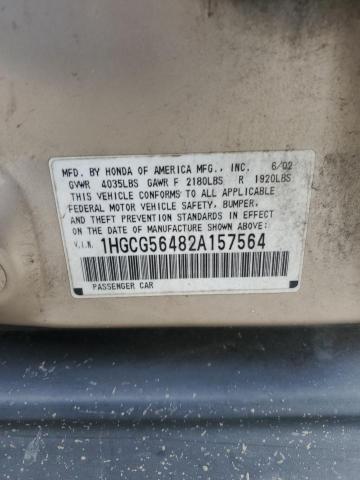 MFD. BY HONDA OF AMERICA MFG., INC. 6/02
GVWR 4035LBS GAWR F 2180LBS R 1920LBS
THIS VEHICLE CONFORMS TO ALL APPLICABLE
FEDERAL MOTOR VEHICLE SAFETY, BUMPER,
AND THEFT PREVENTION STANDARDS IN EFFECT
ON THE DATE OF MANUFACTURE SHOWN ABOVE:
V.I.N. 1HGCG56482A157564
PASSENGER CAR